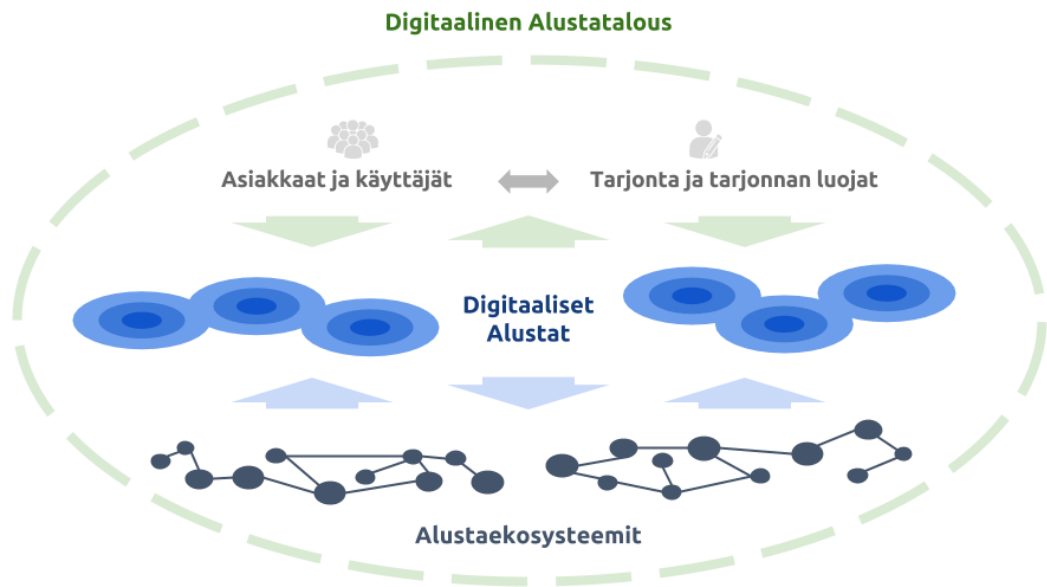 Digitaalinen Alustatalous
Asiakkaat ja käyttäjät
Tarjonta ja tarjonnan luojat
Digitaaliset
Alustat
Alustaekosysteemit